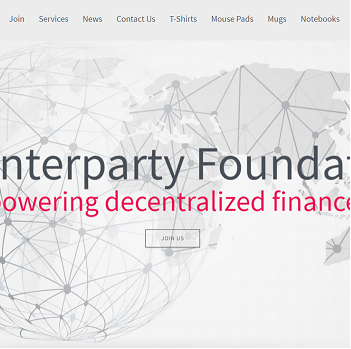 Join Services News Contact Us T-Shirts Mouse Pads Mugs Notebooks
nterparty Foundat
powering decentralized finance
JOIN US